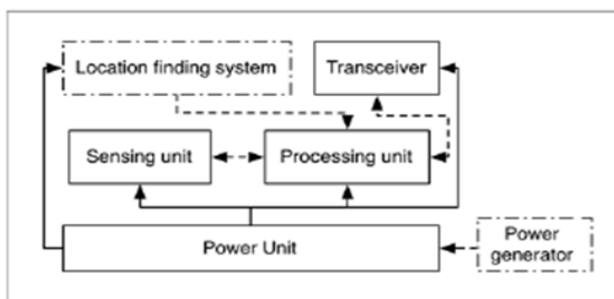 Location finding system
Transceiver
Sensing unit
Processing unit
Power Unit
Power
generator